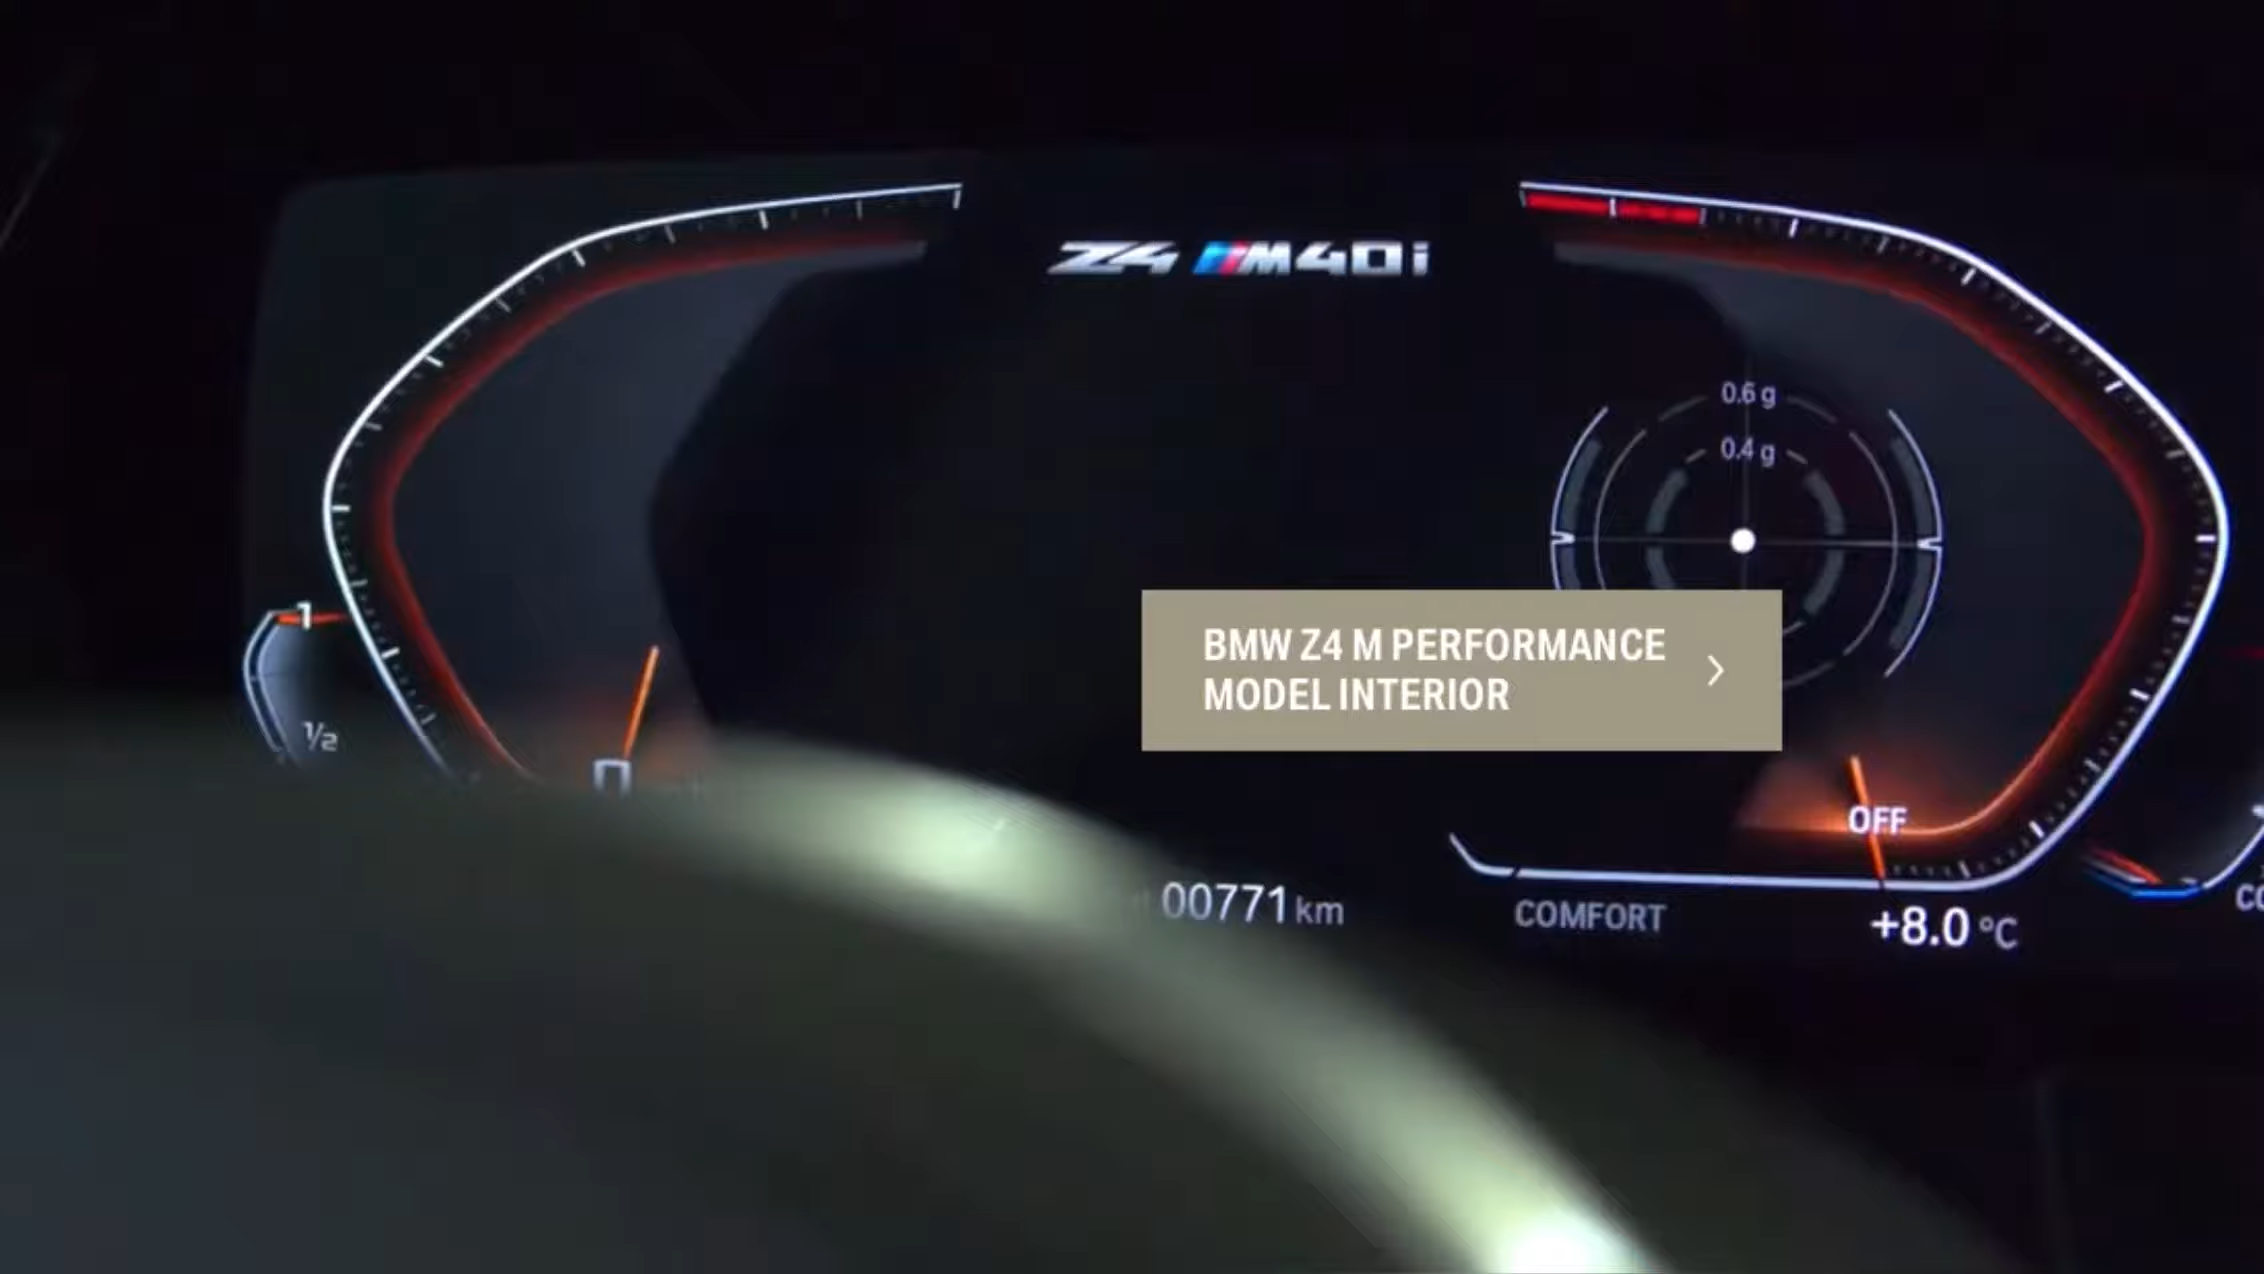 Z4 M40i
0.6 g
0.4 g
1
BMW Z4 M PERFORMANCE
MODEL INTERIOR
1/2
0
OFF
00771 km
COMFORT
+8.0 °C